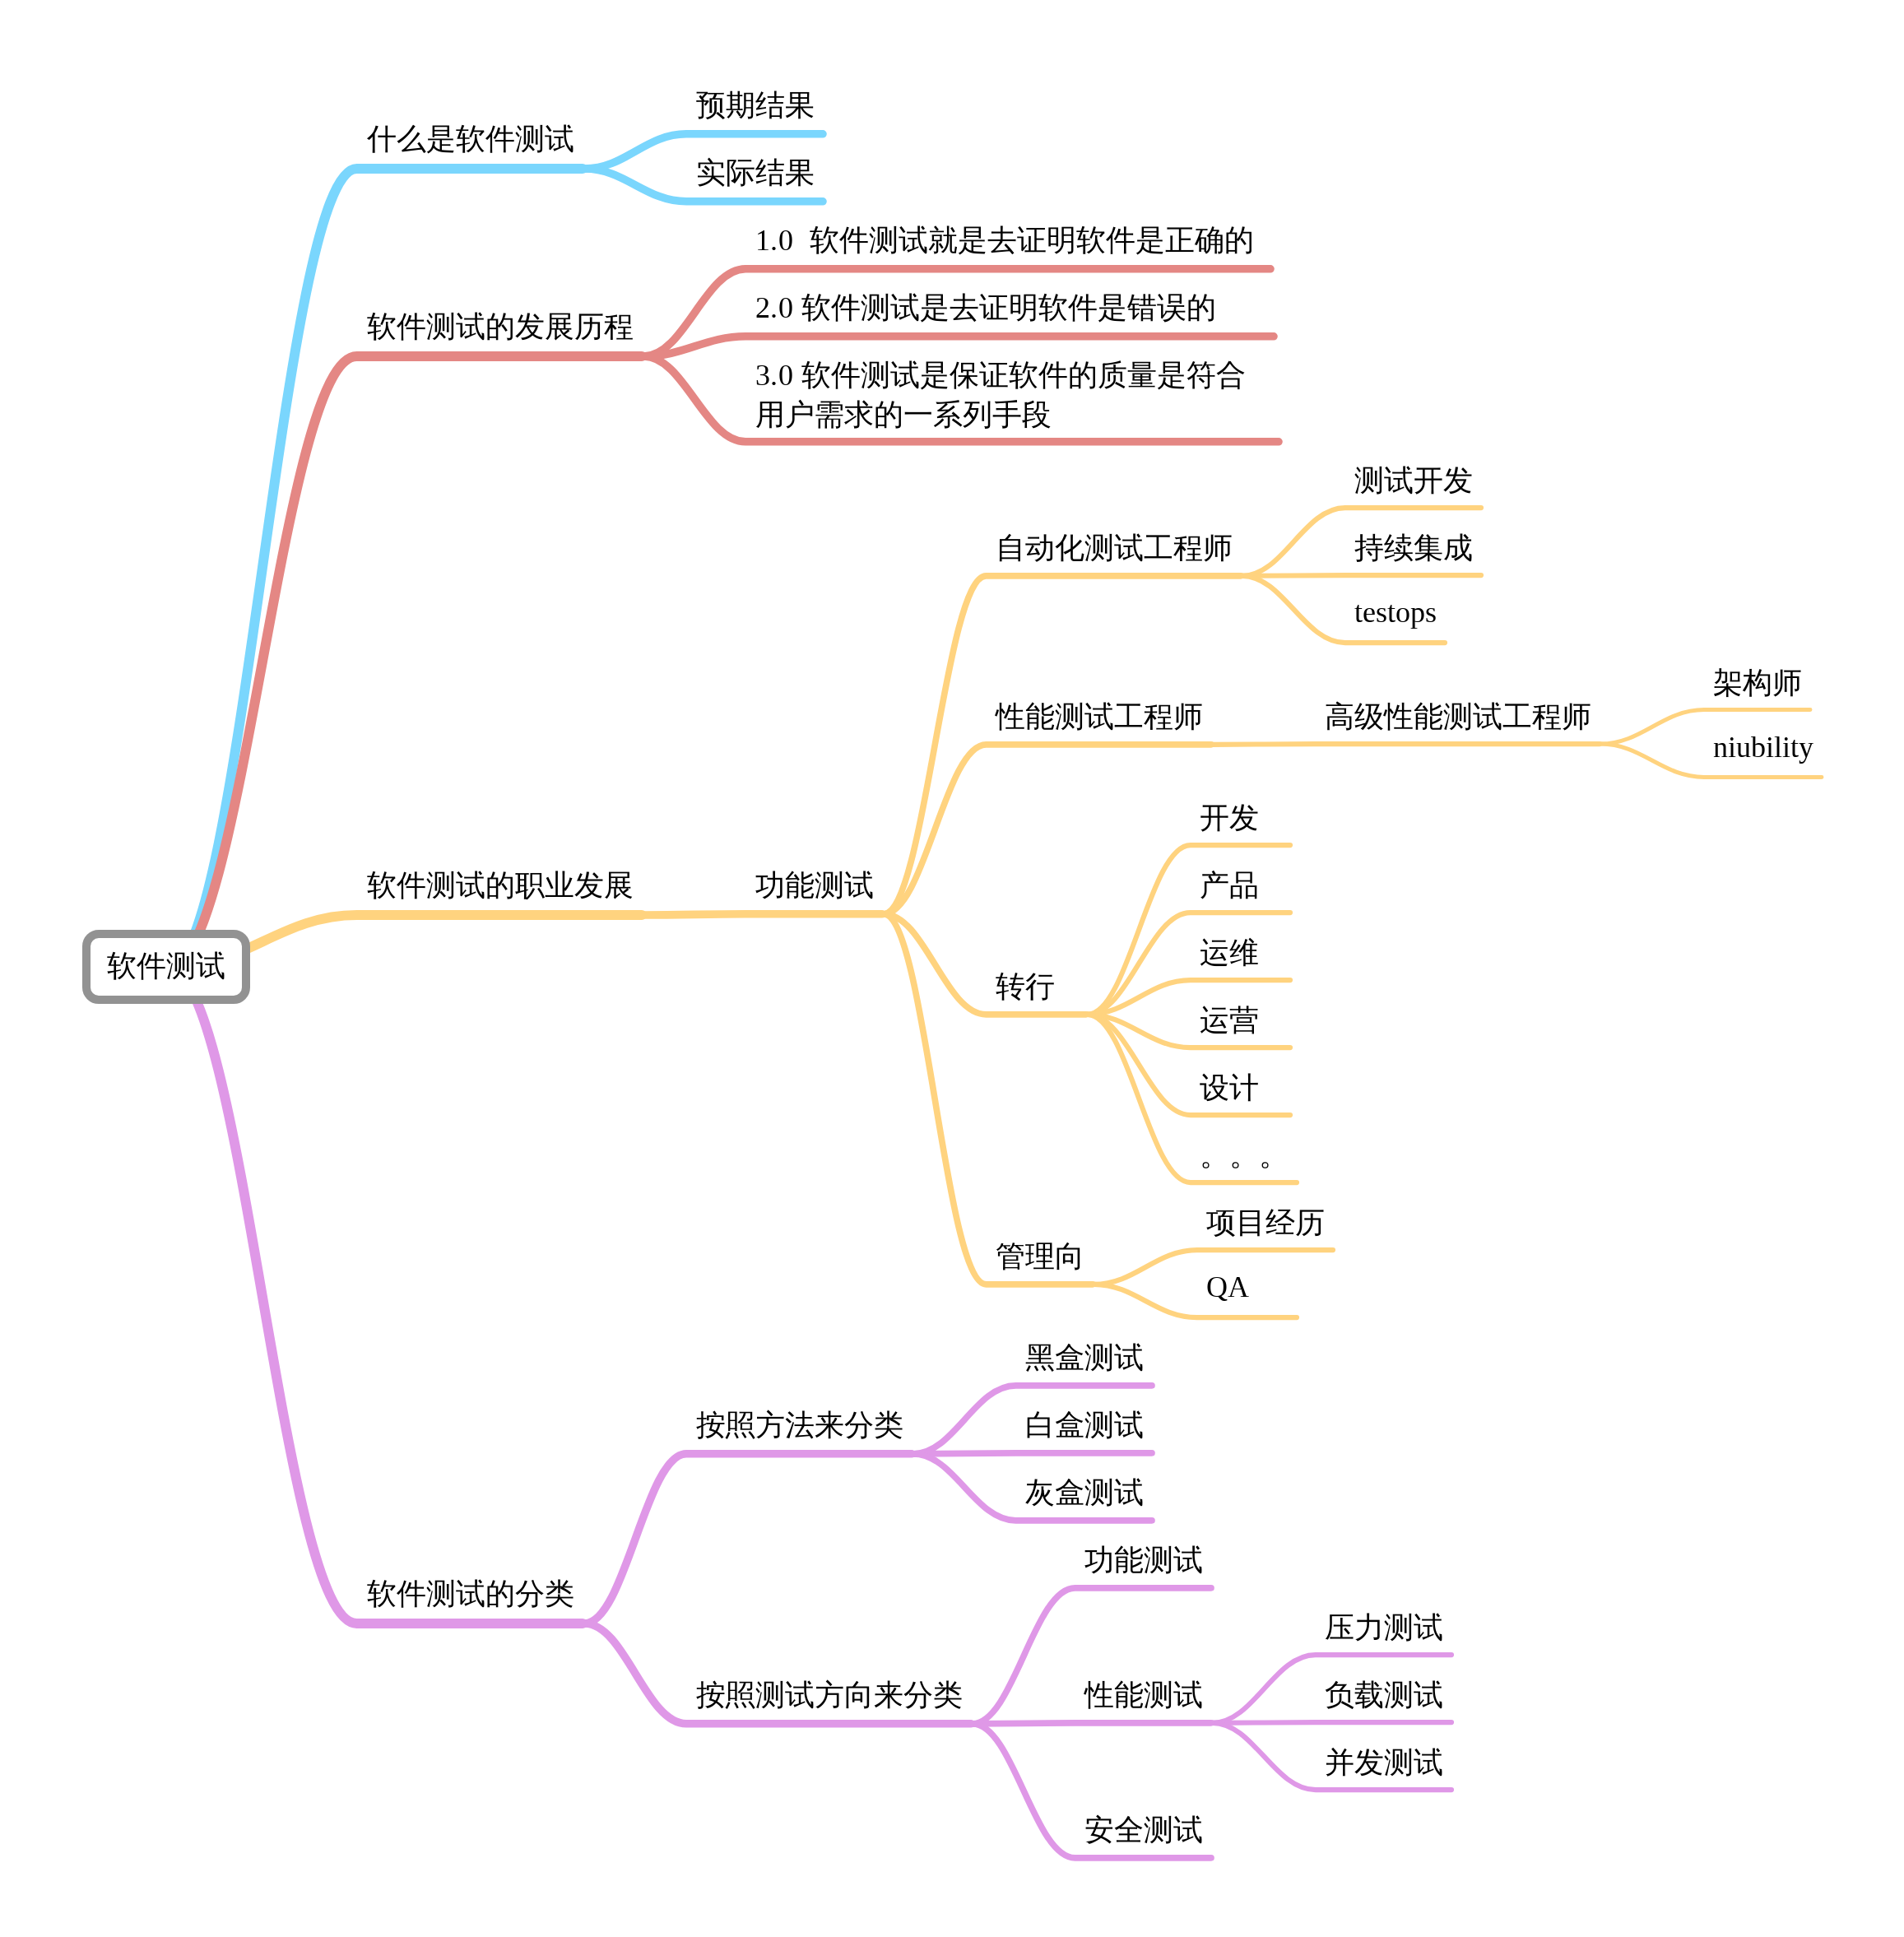 预期结果
什么是软件测试
实际结果
1.0  软件测试就是去证明软件是正确的
2.0 软件测试是去证明软件是错误的
软件测试的发展历程
3.0 软件测试是保证软件的质量是符合
用户需求的一系列手段
测试开发
自动化测试工程师
持续集成
testops
架构师
性能测试工程师
高级性能测试工程师
niubility
开发
软件测试的职业发展
功能测试
产品
运维
软件测试
转行
运营
设计
。。。
项目经历
管理向
QA
黑盒测试
按照方法来分类
白盒测试
灰盒测试
功能测试
软件测试的分类
压力测试
按照测试方向来分类
性能测试
负载测试
并发测试
安全测试